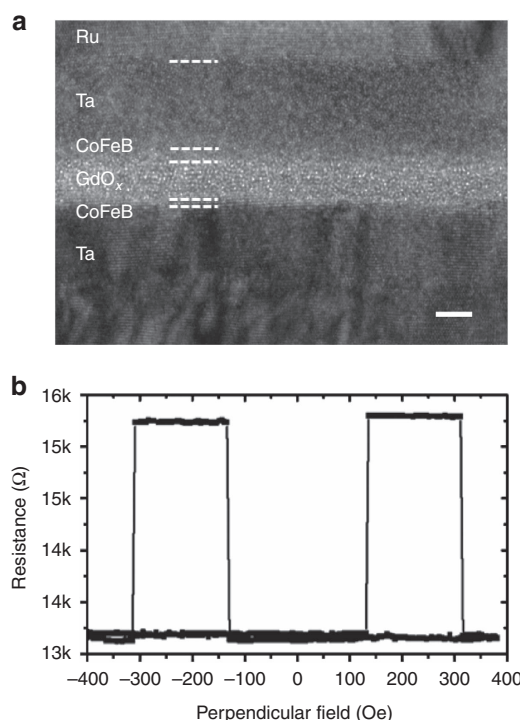 a
Ru
Ta
CoFeB
GdOₓ
CoFeB
Ta
b
16k
15k
15k
14k
14k
13k
Resistance (Ω)
−400 −300 −200 −100 0 100 200 300 400
Perpendicular field (Oe)